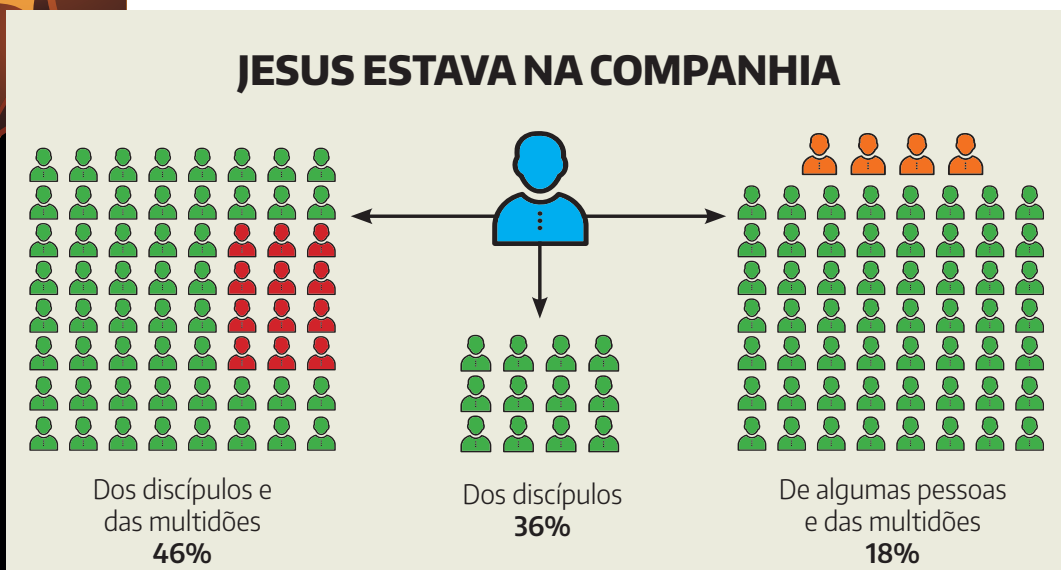 JESUS ESTAVA NA COMPANHIA
Dos discípulos e
das multidões
46%
Dos discípulos
36%
De algumas pessoas
e das multidões
18%